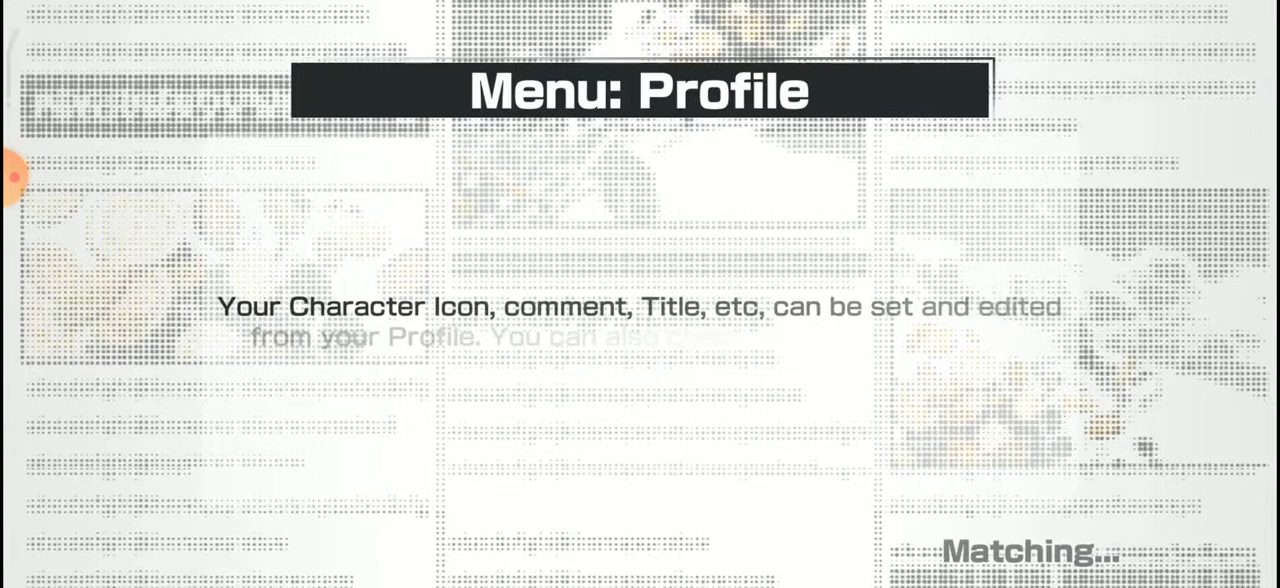 Menu: Profile
Your Character Icon, comment, Title, etc, can be set and edited
from your Profile. You can also
Matching...